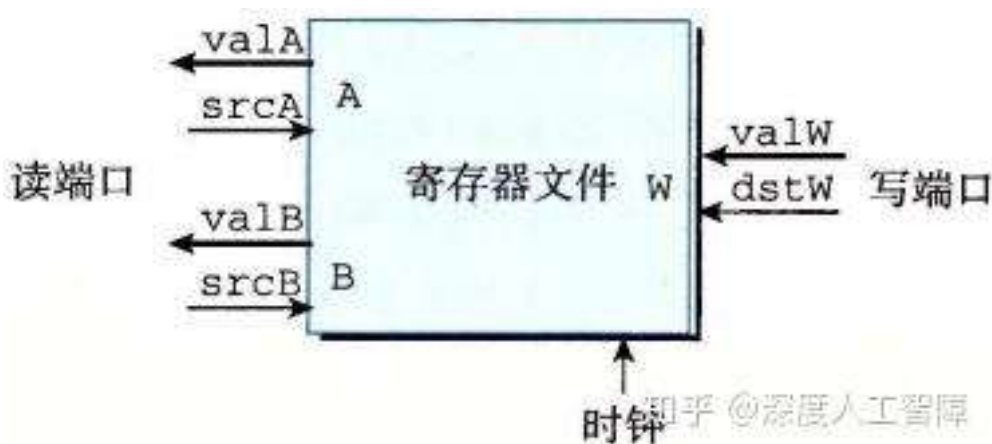 valA
A
srcA
读端口
寄存器文件 W
valW
dstW
写端口
valB
B
srcB
时钟
知乎 @深度人工智障